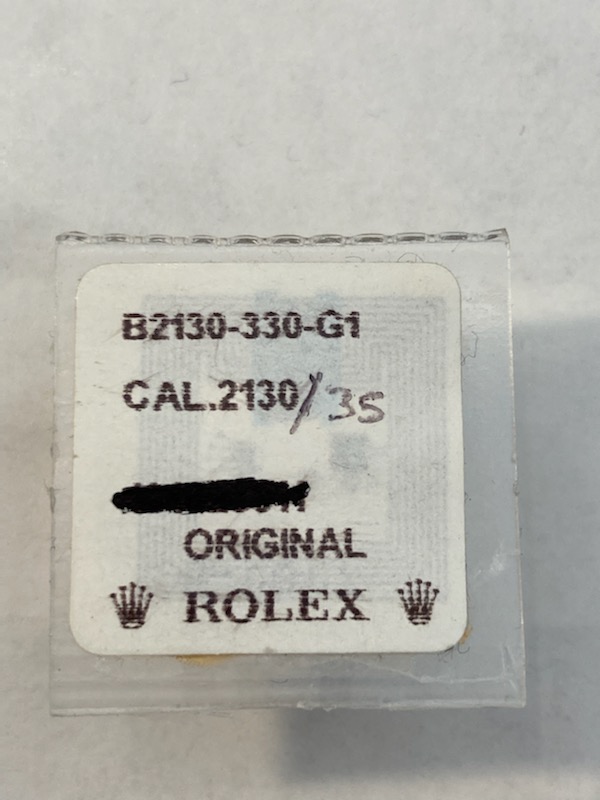 B2130-330-G1
CAL.2130/35
ORIGINAL
ROLEX